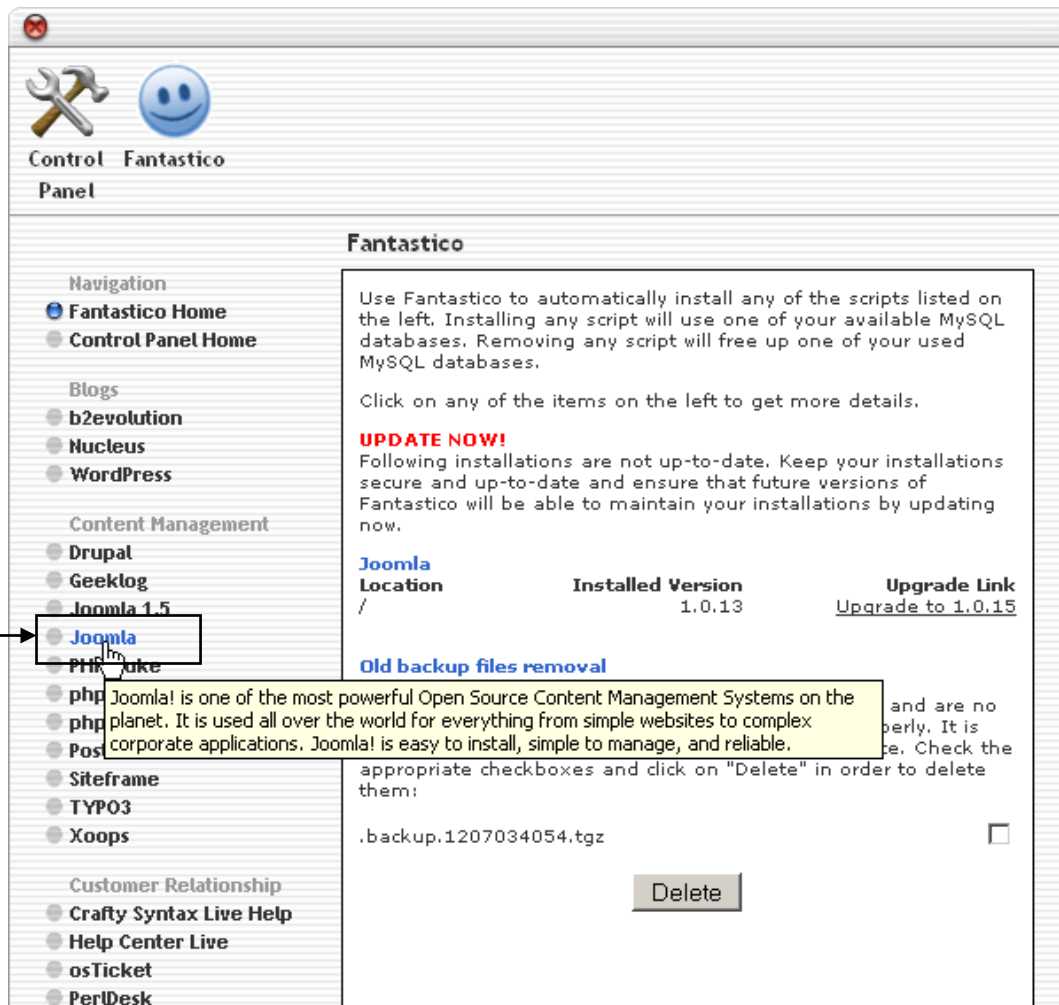 Control Fantastico
Panel
Fantastico
Navigation
Fantastico Home
Control Panel Home
Blogs
b2evolution
Nucleus
WordPress
Content Management
Drupal
Geeklog
Joomla 1.5
Joomla
php
php
Siteframe
TYPO3
Xoops
Customer Relationship
Crafty Syntax Live Help
Help Center Live
osTicket
PerlDesk
Use Fantastico to automatically install any of the scripts listed on
the left. Installing any script will use one of your available MySQL
databases. Removing any script will free up one of your used
MySQL databases.
Click on any of the items on the left to get more details.
UPDATE NOW!
Following installations are not up-to-date. Keep your installations
secure and up-to-date and ensure that future versions of
Fantastico will be able to maintain your installations by updating
now.
Joomla
Location Installed Version Upgrade Link
/ 1.0.13 Upgrade to 1.0.15
Old backup files removal
Joomla! is one of the most powerful Open Source Content Management Systems on the
planet. It is used all over the world for everything from simple websites to complex
corporate applications. Joomla! is easy to install, simple to manage, and reliable.
and are no
It is
Check the
appropriate checkboxes and click on "Delete" in order to delete
them:
.backup.1207034054.tgz
Delete